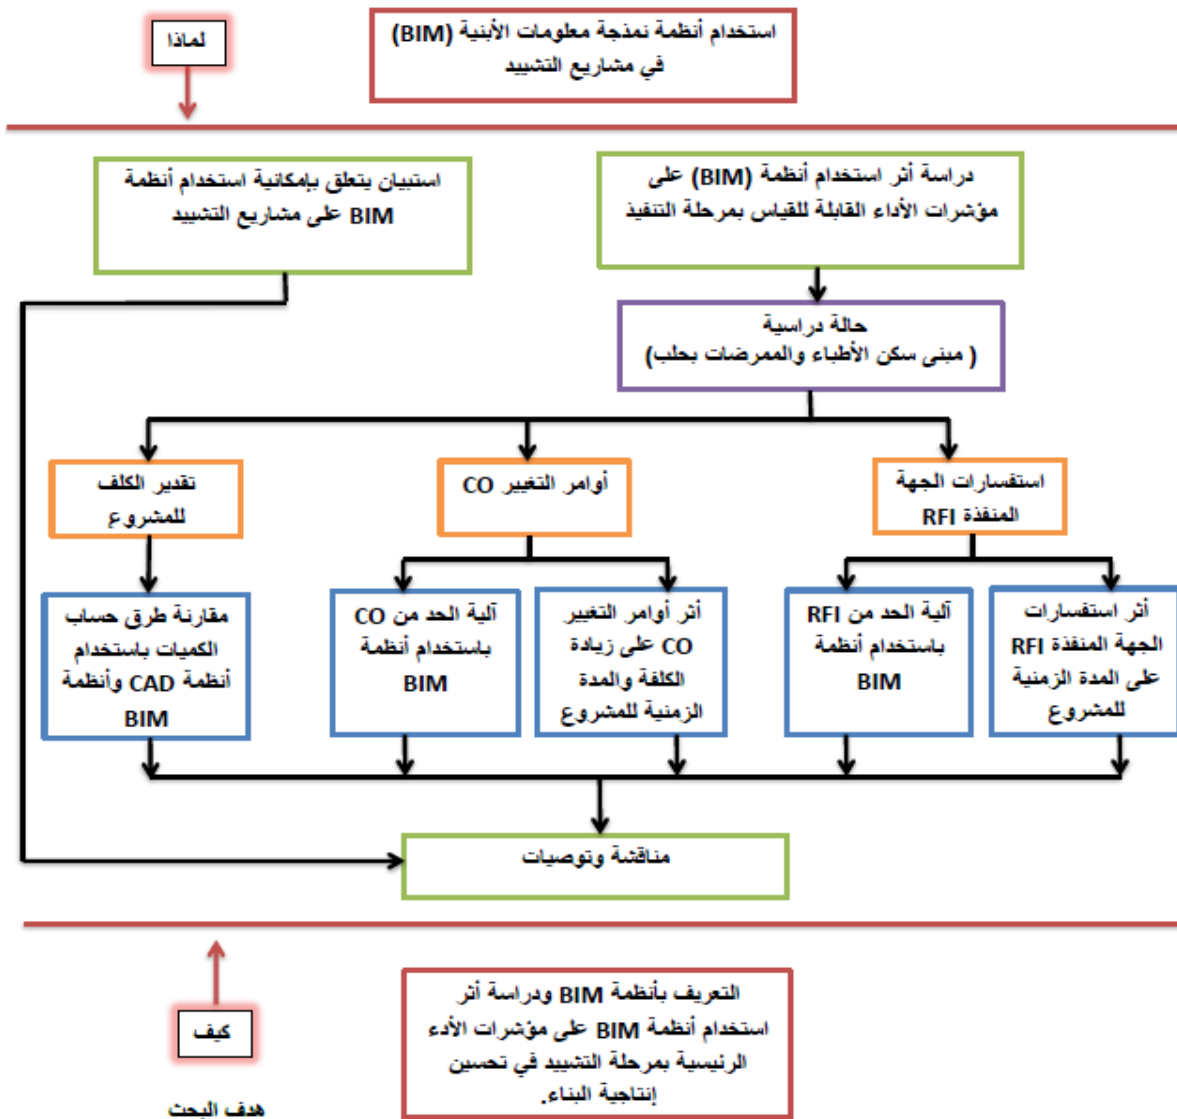 لماذا
استخدام أنظمة نمذجة معلومات الأبنية (BIM)
في مشاريع التشييد
دراسة أثر استخدام أنظمة (BIM) على
مؤشرات الأداء القابلة للقياس بمرحلة التنفيذ
استبيان يتعلق بإمكانية استخدام أنظمة
BIM على مشاريع التشييد
حالة دراسية
( مبنى سكن الأطباء والممرضات بحلب)
استفسارات الجهة
المنفذة RFI
أوامر التغيير CO
تقدير الكلف
للمشروع
أثر استفسارات
الجهة المنفذة RFI
على المدة الزمنية
للمشروع
آلية الحد من RFI
باستخدام أنظمة
BIM
أثر أوامر التغيير
CO على زيادة
الكلفة والمدة
الزمنية للمشروع
آلية الحد من CO
باستخدام أنظمة
BIM
مقارنة طرق حساب
الكميات باستخدام
أنظمة CAD وأنظمة
BIM
مناقشة وتوصيات
التعريف بأنظمة BIM ودراسة أثر
استخدام أنظمة BIM على مؤشرات الأدء
الرئيسية بمرحلة التشييد في تحسين
إنتاجية البناء.
كيف
هدف البحث